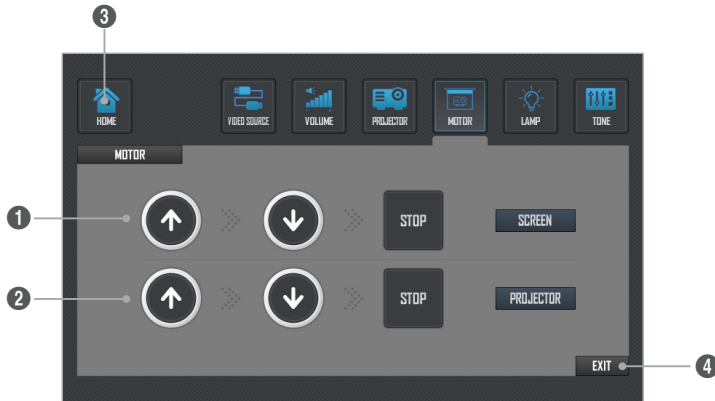 3
HOME
VIDEO SOURCE
VOLUME
PROJECTOR
MOTOR
LAMP
TONE
MOTOR
1
STOP
SCREEN
2
STOP
PROJECTOR
EXIT
4